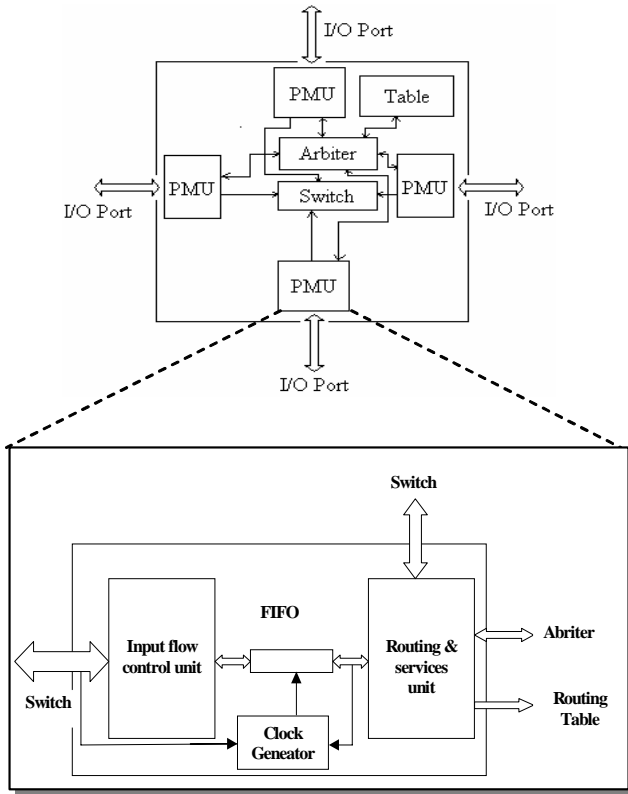 I/O Port
PMU
Table
Arbiter
PMU
PMU
Switch
I/O Port
I/O Port
PMU
I/O Port
Switch
FIFO
Input flow
control unit
Routing &
services
unit
Abriter
Switch
Routing
Table
Clock
Geneator